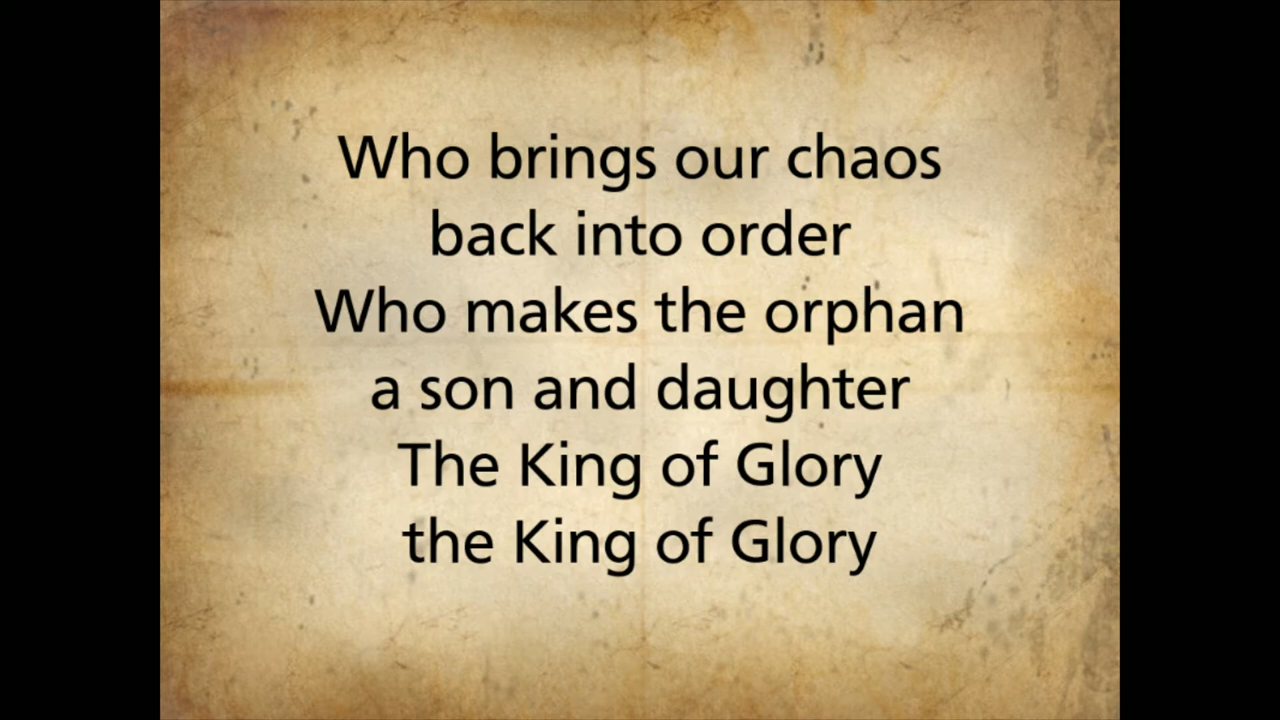 Who brings our chaos
back into order
Who makes the orphan
a son and daughter
The King of Glory
the King of Glory